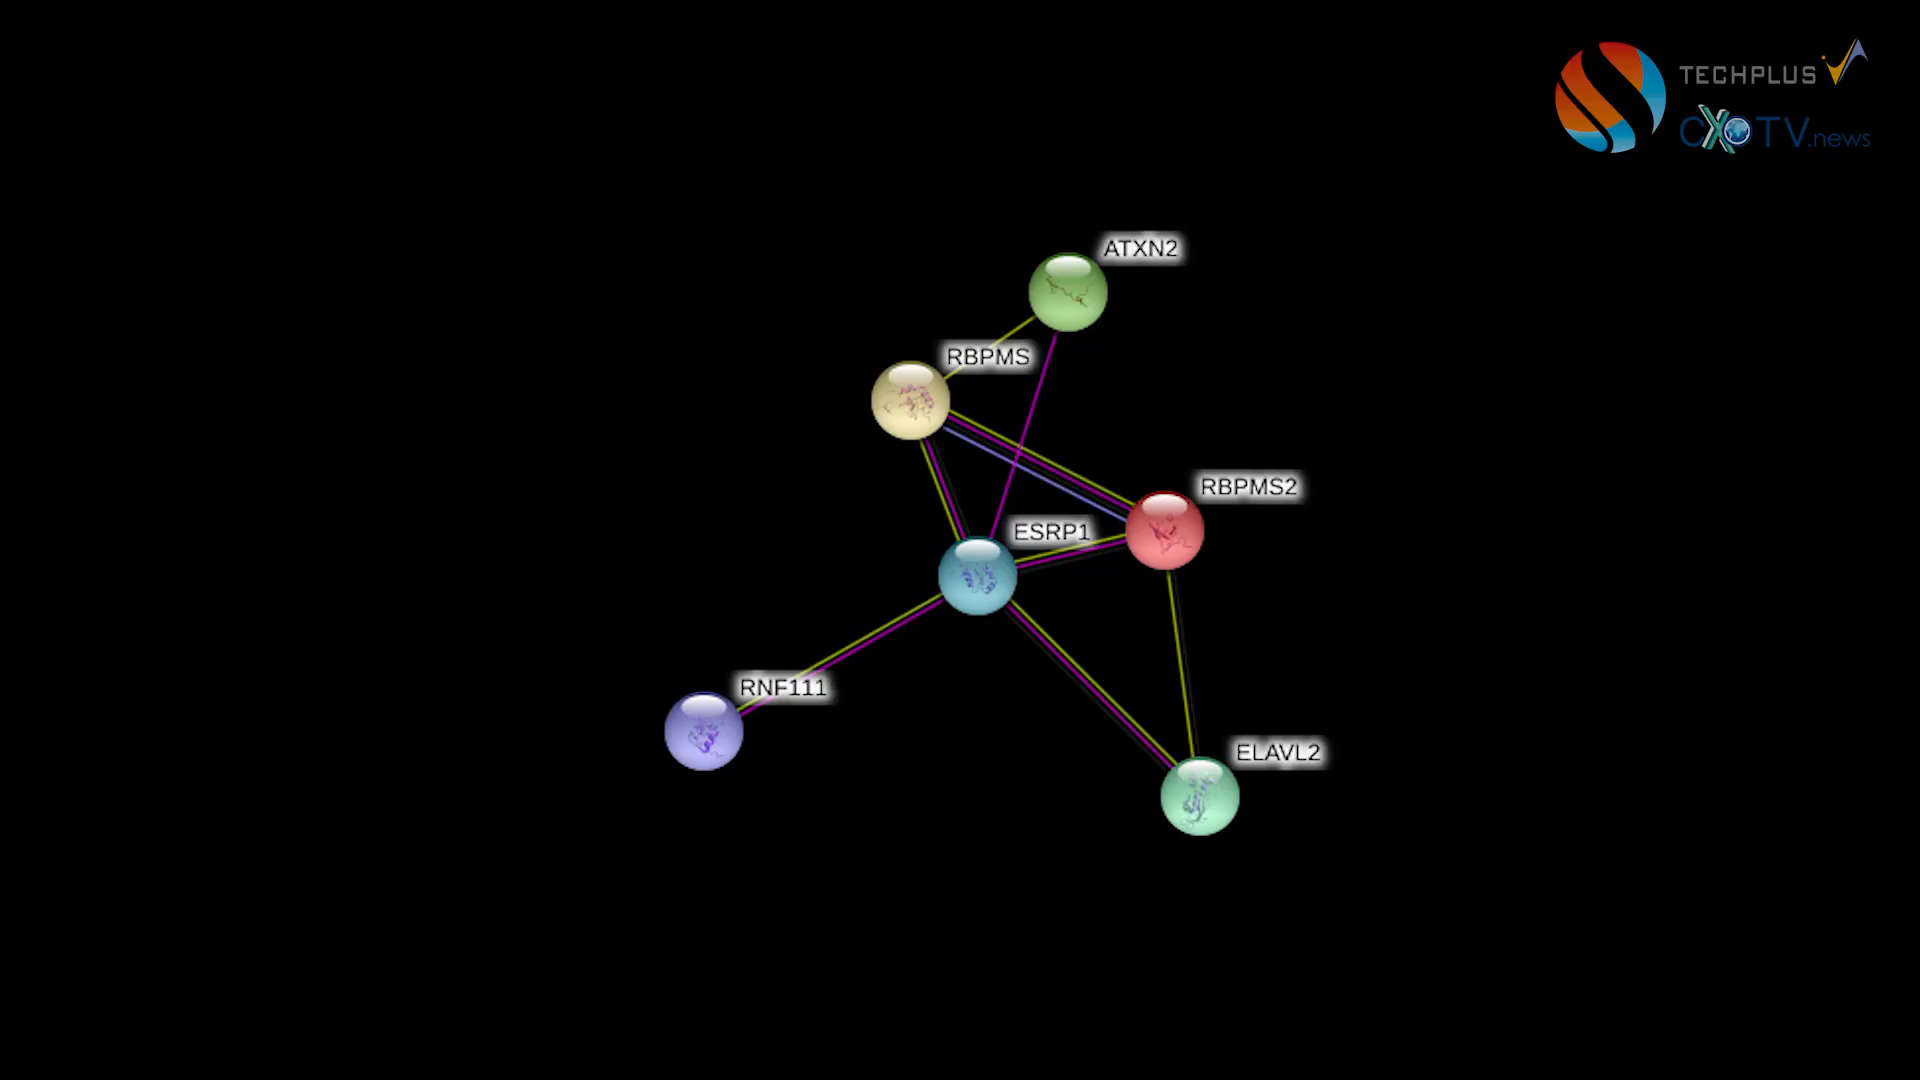 TECHPLUS
CXOTV.news
ATXN2
RBPMS
RBPMS2
ESRP1
RNF111
ELAVL2